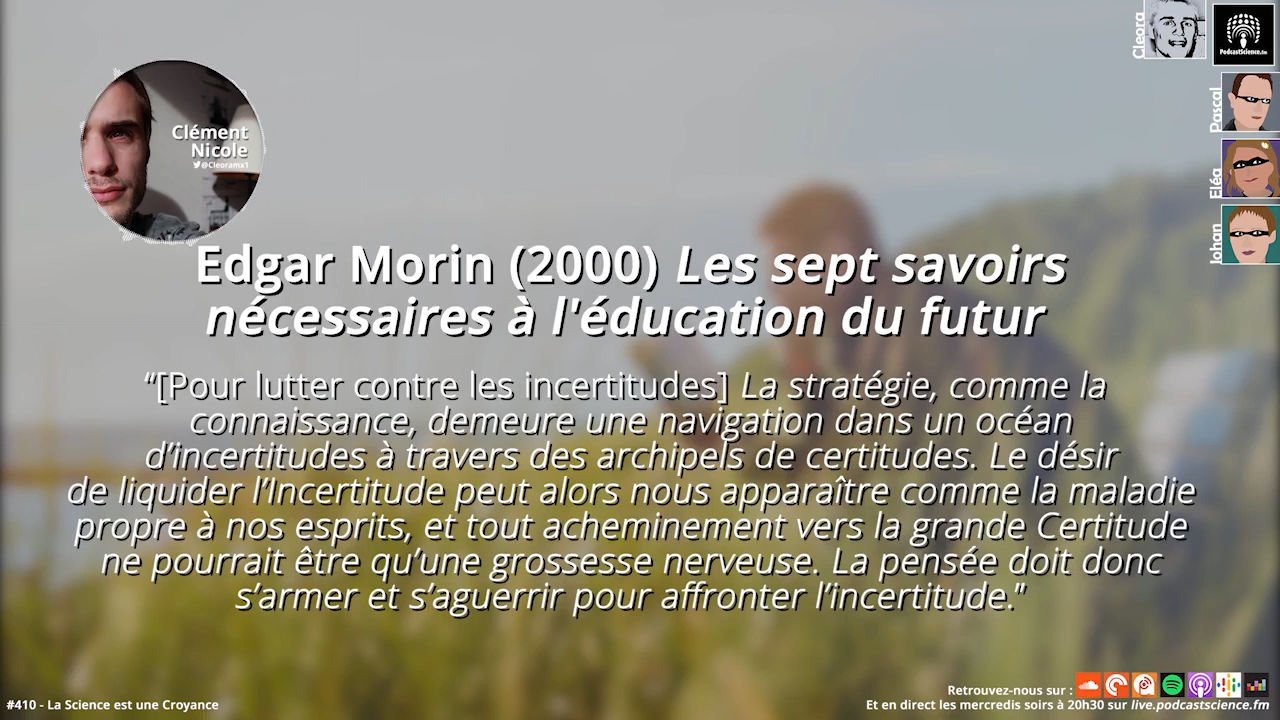 Cleora
PodcastScience.fm
Pascal
Eléa
Johan
Clément
Nicole
@Cleoramx1
Edgar Morin (2000) Les sept savoirs
nécessaires à l'éducation du futur
"[Pour lutter contre les incertitudes] La stratégie, comme la
connaissance, demeure une navigation dans un océan
d’incertitudes à travers des archipels de certitudes. Le désir
de liquider l’Incertitude peut alors nous apparaître comme la maladie
propre à nos esprits, et tout acheminement vers la grande Certitude
ne pourrait être qu’une grossesse nerveuse. La pensée doit donc
s’armer et s’aguerrir pour affronter l’incertitude."
Retrouvez-nous sur :
#410 - La Science est une Croyance
Et en direct les mercredis soirs à 20h30 sur live.podcastscience.fm